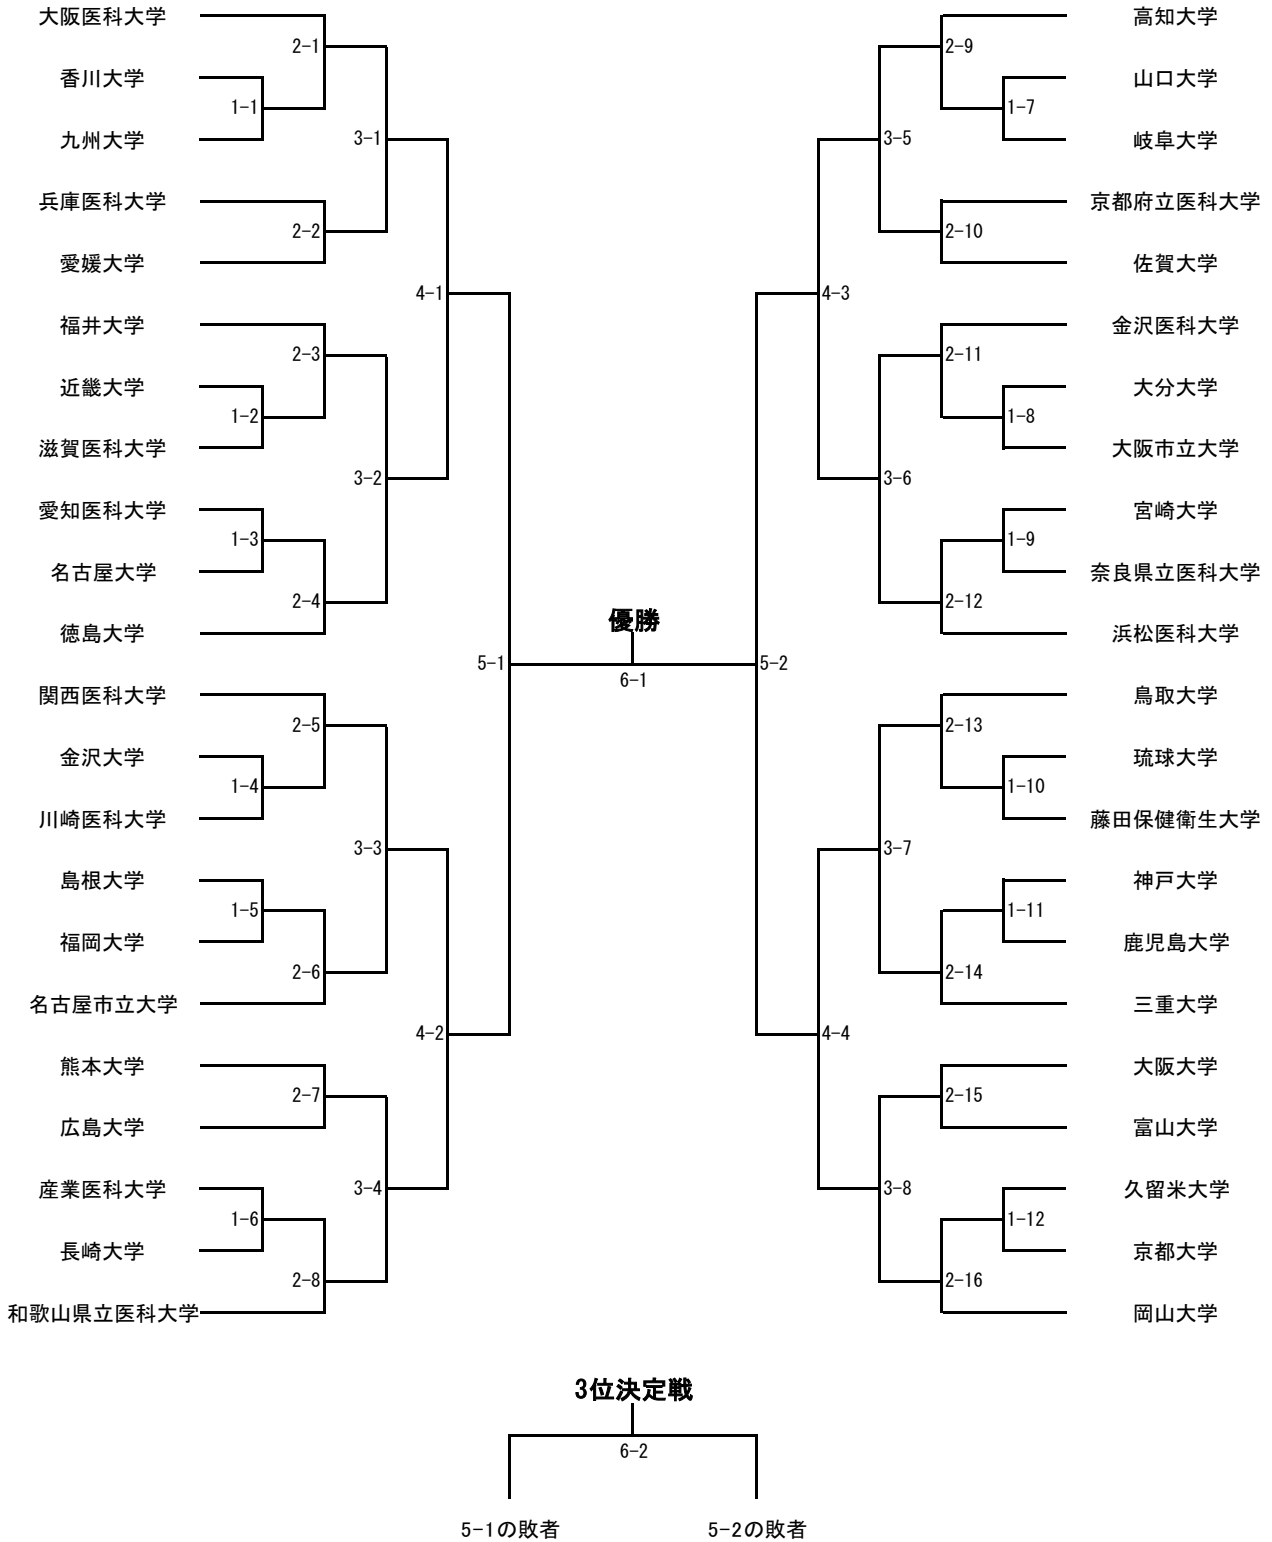 大阪医科大学
2-1
香川大学
1-1
九州大学
3-1
兵庫医科大学
2-2
愛媛大学
4-1
福井大学
2-3
近畿大学
1-2
滋賀医科大学
3-2
愛知医科大学
1-3
名古屋大学
2-4
徳島大学
5-1
関西医科大学
2-5
金沢大学
1-4
川崎医科大学
3-3
島根大学
1-5
福岡大学
2-6
名古屋市立大学
4-2
熊本大学
2-7
広島大学
3-4
産業医科大学
1-6
長崎大学
2-8
和歌山県立医科大学
優勝
6-1
高知大学
2-9
山口大学
1-7
岐阜大学
3-5
京都府立医科大学
2-10
佐賀大学
4-3
金沢医科大学
2-11
大分大学
1-8
大阪市立大学
3-6
宮崎大学
1-9
奈良県立医科大学
2-12
浜松医科大学
5-2
鳥取大学
2-13
琉球大学
1-10
藤田保健衛生大学
3-7
神戸大学
1-11
鹿児島大学
2-14
三重大学
4-4
大阪大学
2-15
富山大学
3-8
久留米大学
1-12
京都大学
2-16
岡山大学
3位決定戦
6-2
5-1の敗者
5-2の敗者